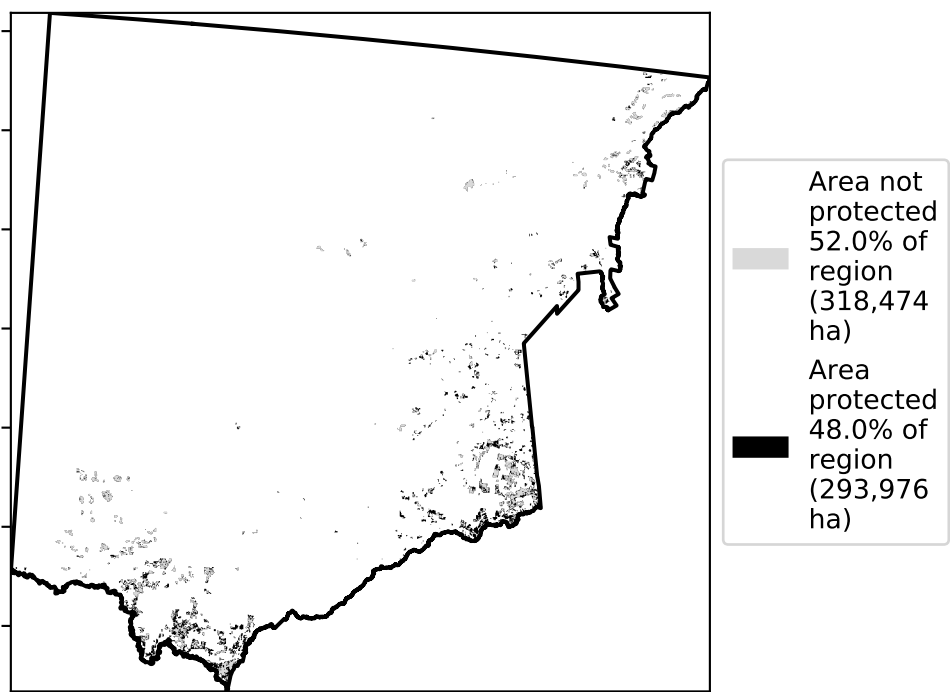 Area not
protected
52.0% of
region
(318,474
ha)
Area
protected
48.0% of
region
(293,976
ha)